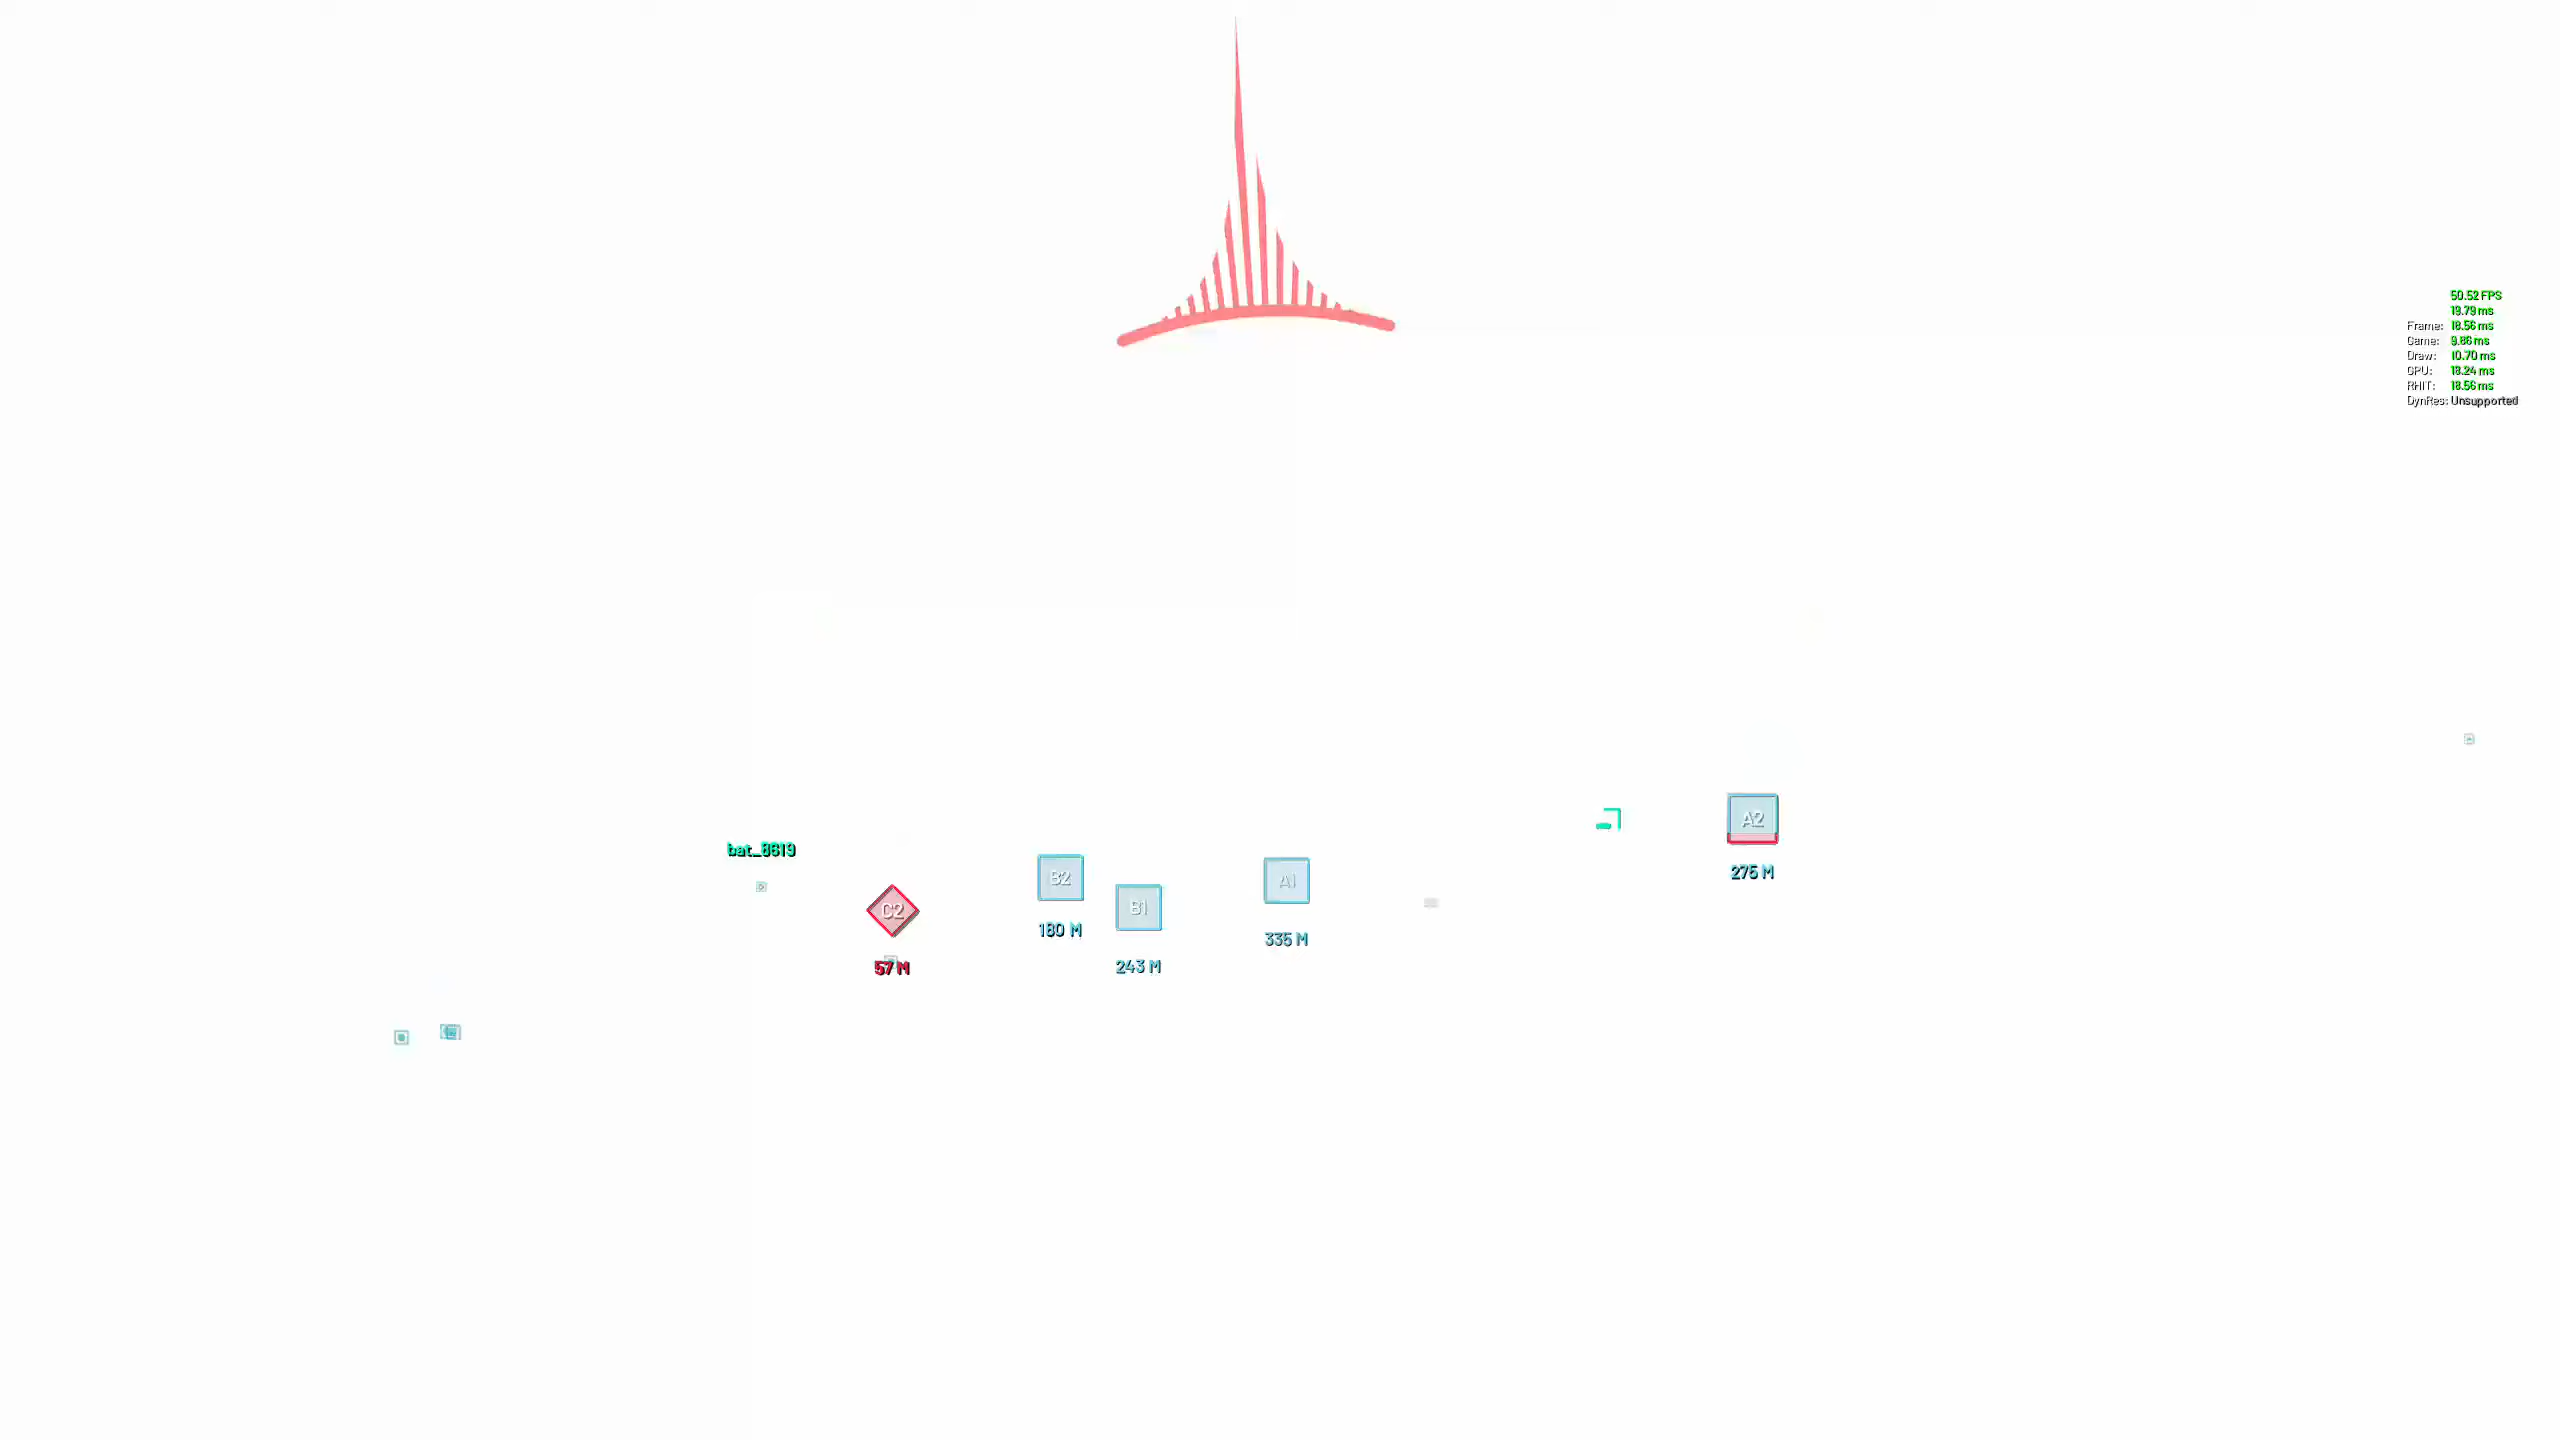 50.52 FPS
19.79 ms
Frame: 18.56 ms
Game: 9.86 ms
Draw: 10.70 ms
GPU: 18.24 ms
RHIT: 18.56 ms
DynRes: Unsupported
A2
275 M
bat_8619
B2
180 M
A1
335 M
B1
243 M
C2
57 M